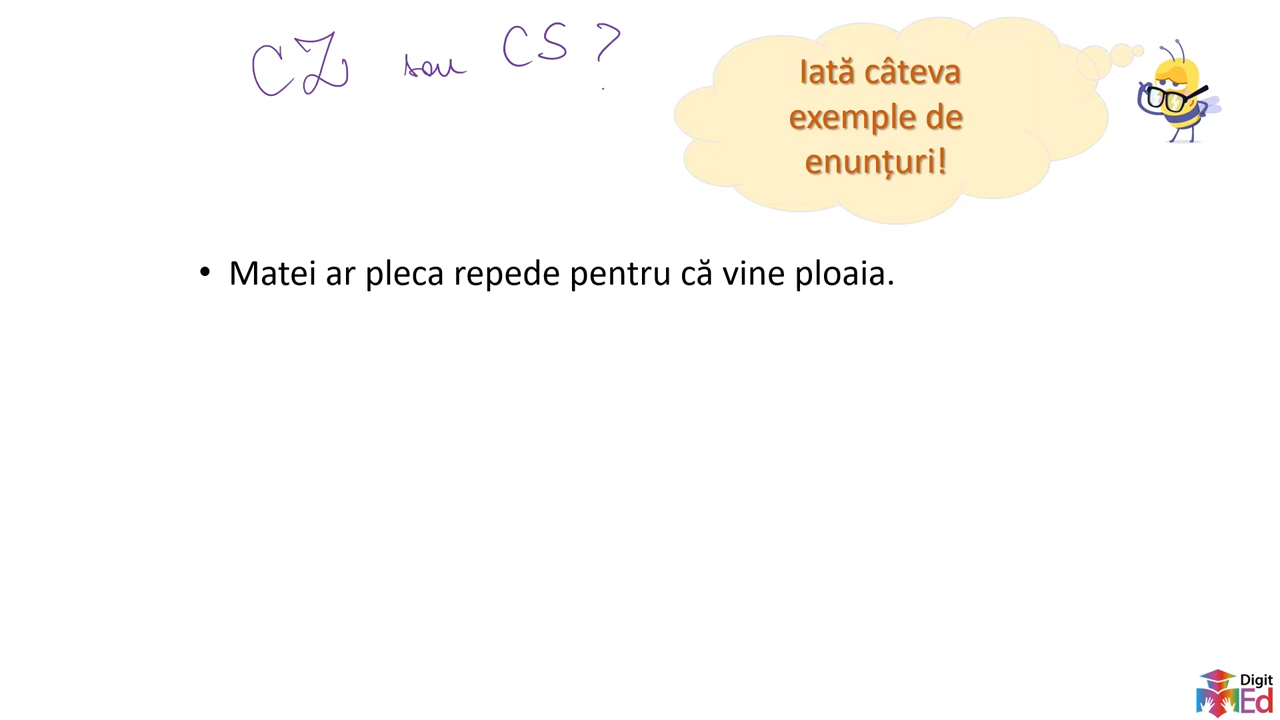 CZ sau CS?
Iată câteva
exemple de
enunțuri!
• Matei ar pleca repede pentru că vine ploaia.
Digit
Ed